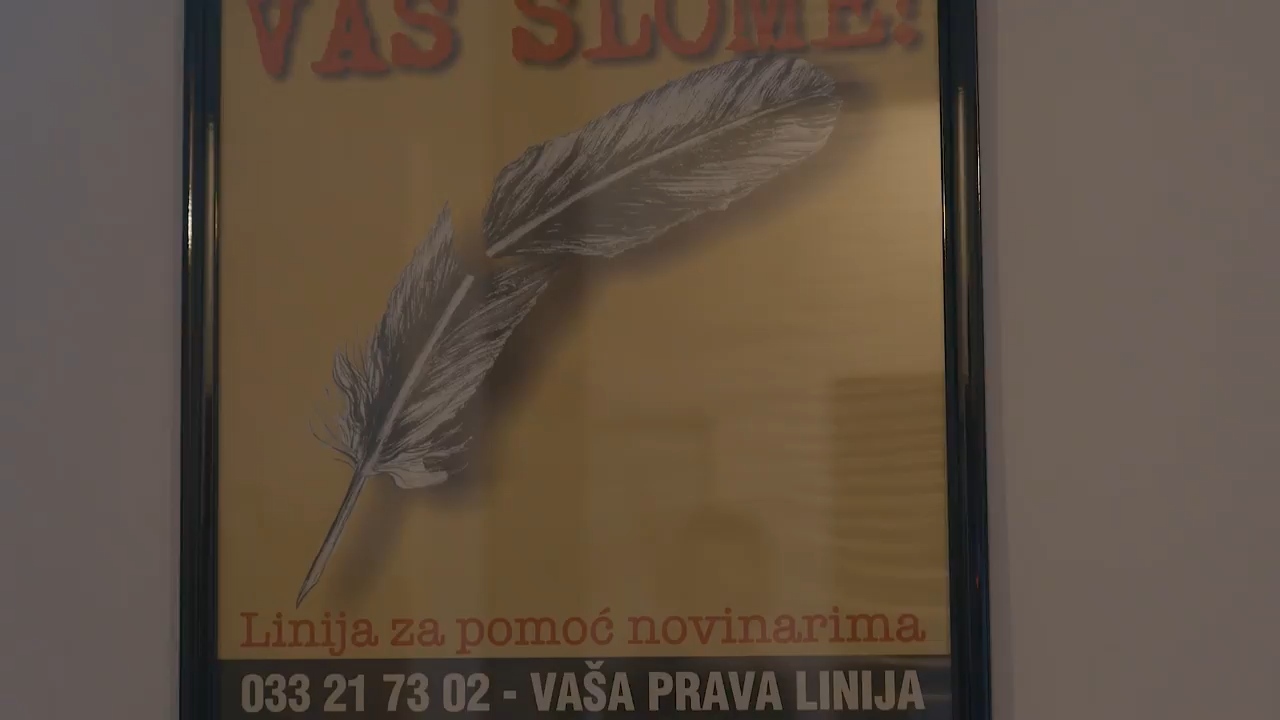 VAS SLOME!
Linija za pomoć novinarima
033 21 73 02 - VAŠA PRAVA LINIJA